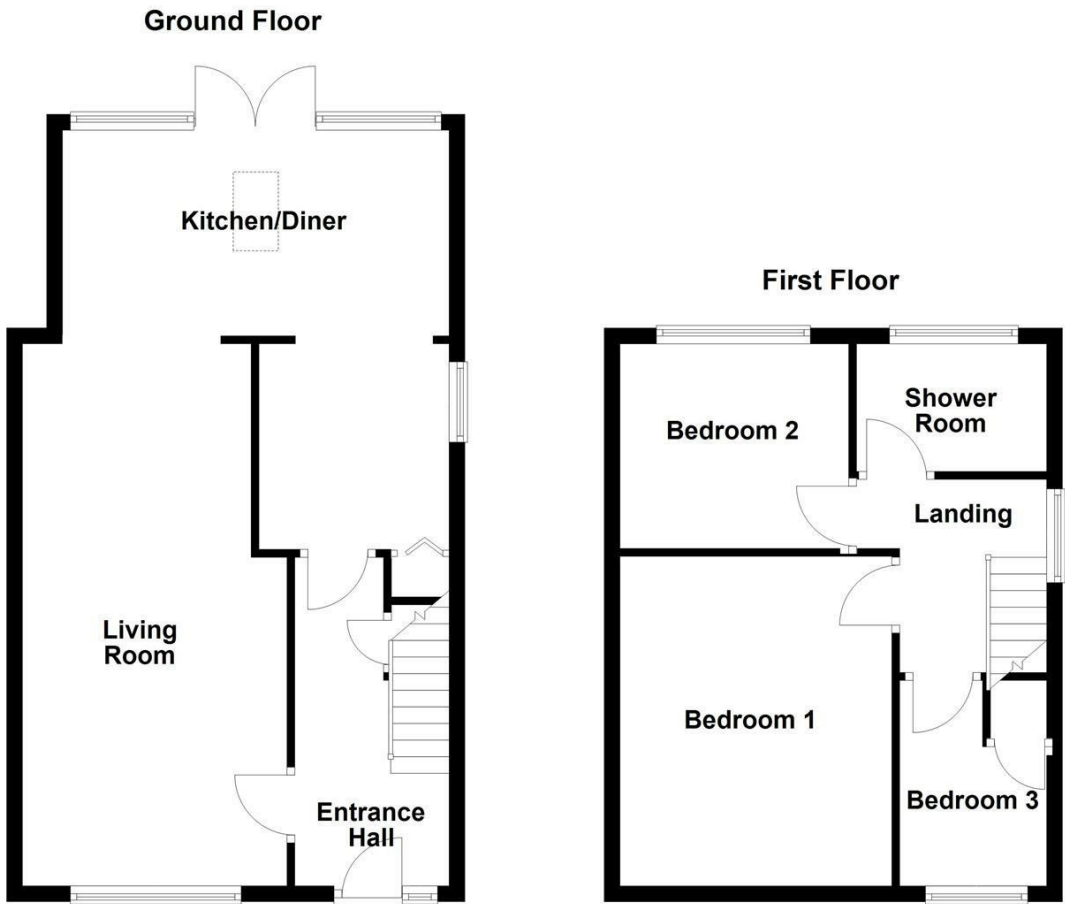 Ground Floor
Kitchen/Diner
Living
Room
Entrance
Hall
First Floor
Bedroom 2
Shower
Room
Landing
Bedroom 1
Bedroom 3